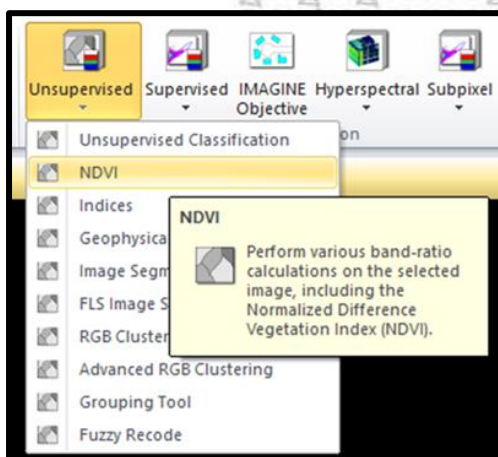 Unsupervised Supervised IMAGINE Hyperspectral Subpixel
Objective
on
Unsupervised Classification
NDVI
Indices
Geophysica
Image Segm
FLS Image S
RGB Cluster
Advanced RGB Clustering
Grouping Tool
Fuzzy Recode
NDVI
Perform various band-ratio
calculations on the selected
image, including the
Normalized Difference
Vegetation Index (NDVI).